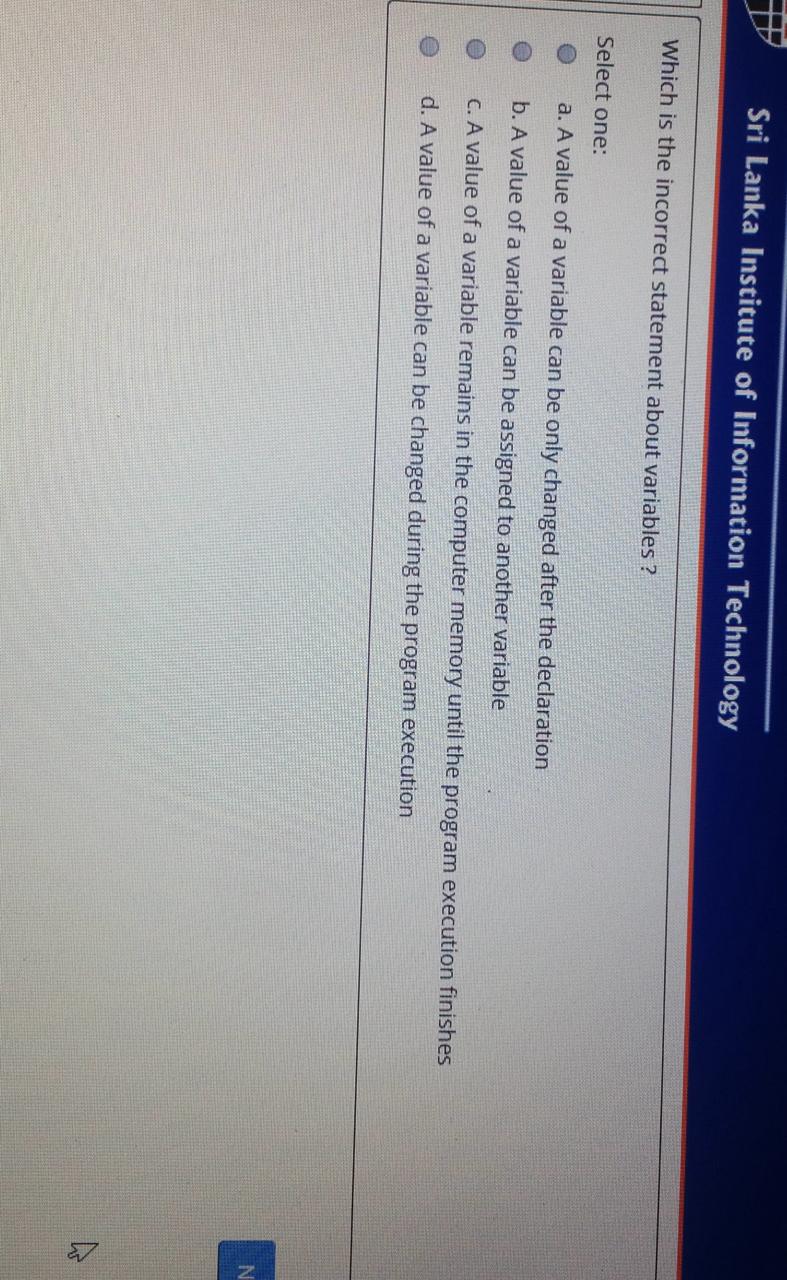 Sri Lanka Institute of Information Technology
Which is the incorrect statement about variables ?
Select one:
a. A value of a variable can be only changed after the declaration
b. A value of a variable can be assigned to another variable
c. A value of a variable remains in the computer memory until the program execution finishes
d. A value of a variable can be changed during the program execution
N